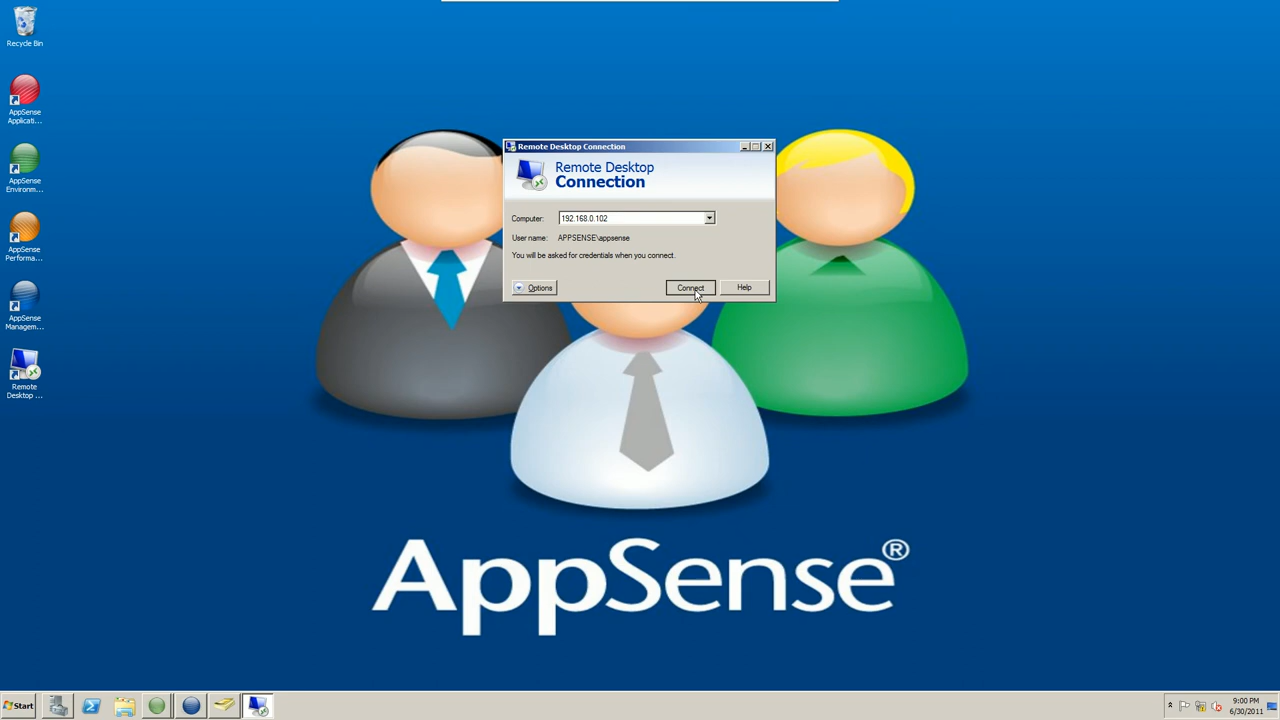 Recycle Bin
AppSense
Applicati...
AppSense
Environm...
AppSense
Performa...
AppSense
Managem...
Remote
Desktop ...
Remote Desktop Connection
Remote Desktop
Connection
Computer: 192.168.0.102
User name: APPSENSE\appsense
You will be asked for credentials when you connect.
Options Connect Help
AppSense®
Start
9:00 PM
6/30/2011